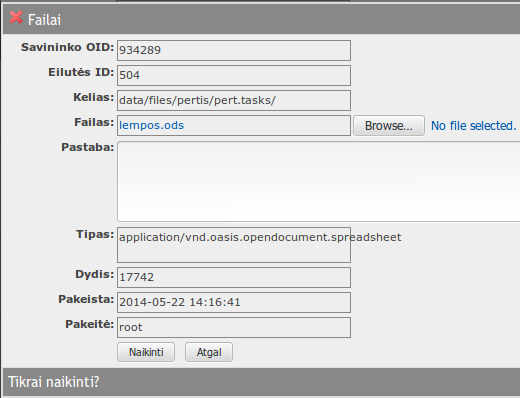 Failai
Savininko OID: 934289
Eilutės ID: 504
Kelias: data/files/pertis/pert.tasks/
Failas: lempos.ods Browse... No file selected.
Pastaba:
Tipas: application/vnd.oasis.opendocument.spreadsheet
Dydis: 17742
Pakeista: 2014-05-22 14:16:41
Pakeitė: root
Naikinti Atgal
Tikrai naikinti?